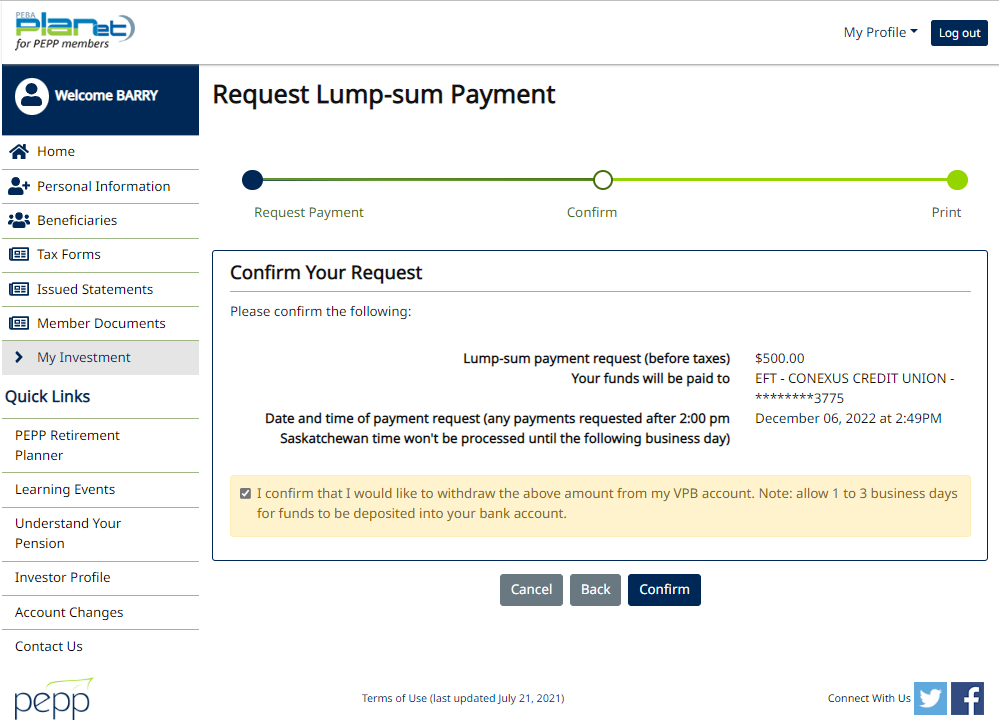 PEBA
planet
for PEPP members
My Profile
Log out
Welcome BARRY
Home
Personal Information
Beneficiaries
Tax Forms
Issued Statements
Member Documents
My Investment
Quick Links
PEPP Retirement
Planner
Learning Events
Understand Your
Pension
Investor Profile
Account Changes
Contact Us
pepp
Request Lump-sum Payment
Request Payment
Confirm
Print
Confirm Your Request
Please confirm the following:
Lump-sum payment request (before taxes) $500.00
Your funds will be paid to EFT - CONEXUS CREDIT UNION -
********3775
Date and time of payment request (any payments requested after 2:00 pm December 06, 2022 at 2:49PM
Saskatchewan time won't be processed until the following business day)
I confirm that I would like to withdraw the above amount from my VPB account. Note: allow 1 to 3 business days
for funds to be deposited into your bank account.
Cancel
Back
Confirm
Terms of Use (last updated July 21, 2021)
Connect With Us